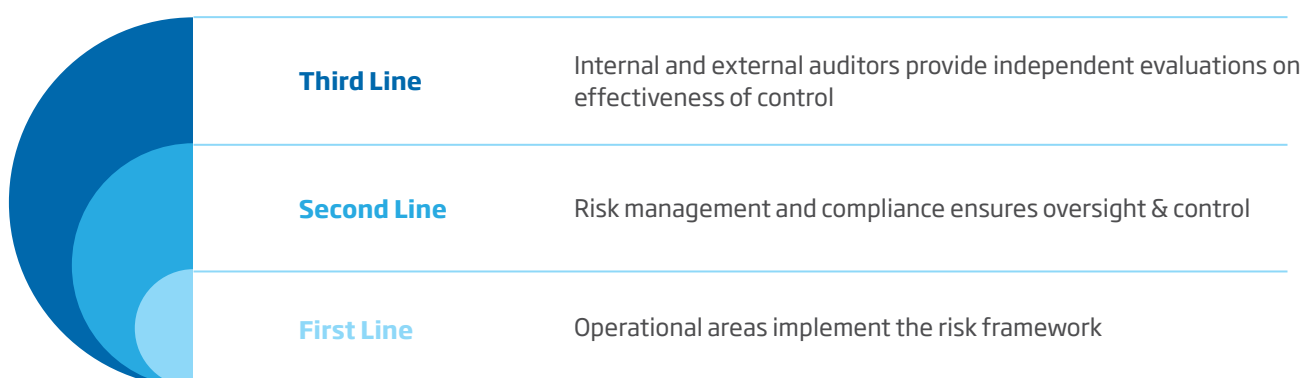 Third Line
Internal and external auditors provide independent evaluations on
effectiveness of control
Second Line
Risk management and compliance ensures oversight & control
First Line
Operational areas implement the risk framework